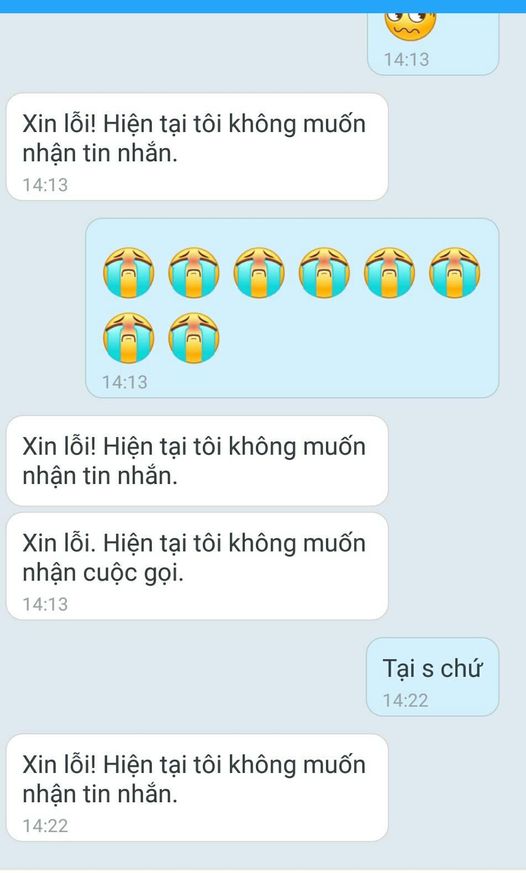 14:13
Xin lỗi! Hiện tại tôi không muốn
nhận tin nhắn.
14:13
14:13
Xin lỗi! Hiện tại tôi không muốn
nhận tin nhắn.
Xin lỗi. Hiện tại tôi không muốn
nhận cuộc gọi.
14:13
Tại s chứ
14:22
Xin lỗi! Hiện tại tôi không muốn
nhận tin nhắn.
14:22